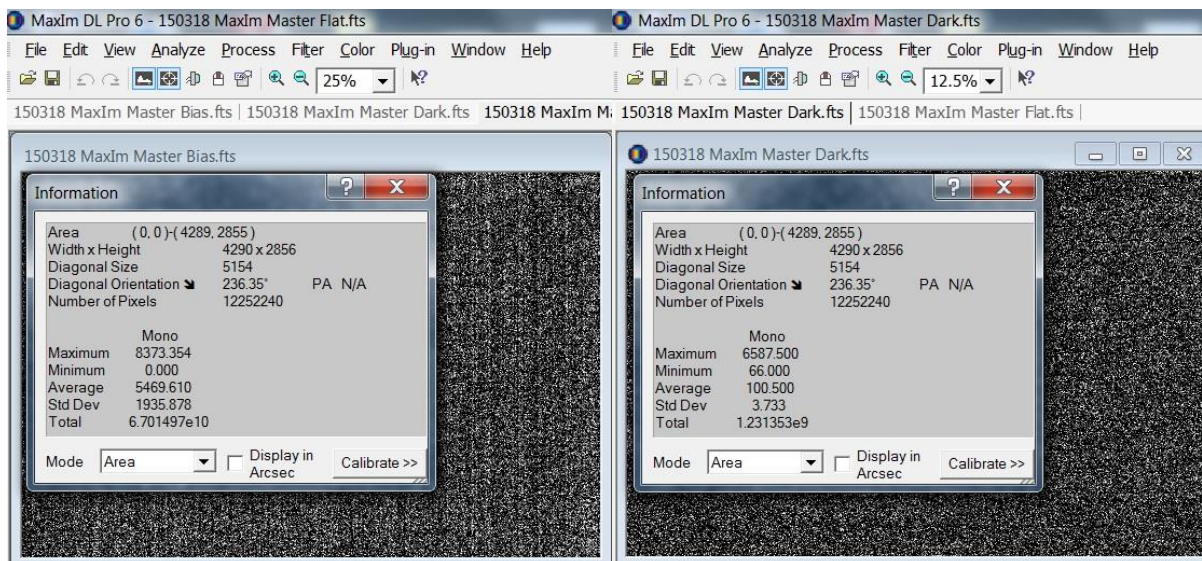 MaxIm DL Pro 6 - 150318 MaxIm Master Flat.fts
File Edit View Analyze Process Filter Color Plug-in Window Help
25%
150318 MaxIm Master Bias.fts | 150318 MaxIm Master Dark.fts 150318 MaxIm M
150318 MaxIm Master Bias.fts
Information
Area ( 0, 0 )-( 4289, 2855 )
Width x Height 4290 x 2856
Diagonal Size 5154
Diagonal Orientation 236.35° PA N/A
Number of Pixels 12252240
Mono
Maximum 8373.354
Minimum 0.000
Average 5469.610
Std Dev 1935.878
Total 6.701497e10
Mode Area Display in Arcsec Calibrate >>
MaxIm DL Pro 6 - 150318 MaxIm Master Dark.fts
File Edit View Analyze Process Filter Color Plug-in Window Help
12.5%
150318 MaxIm Master Dark.fts | 150318 MaxIm Master Flat.fts |
150318 MaxIm Master Dark.fts
Information
Area ( 0, 0 )-( 4289, 2855 )
Width x Height 4290 x 2856
Diagonal Size 5154
Diagonal Orientation 236.35° PA N/A
Number of Pixels 12252240
Mono
Maximum 6587.500
Minimum 66.000
Average 100.500
Std Dev 3.733
Total 1.231353e9
Mode Area Display in Arcsec Calibrate >>